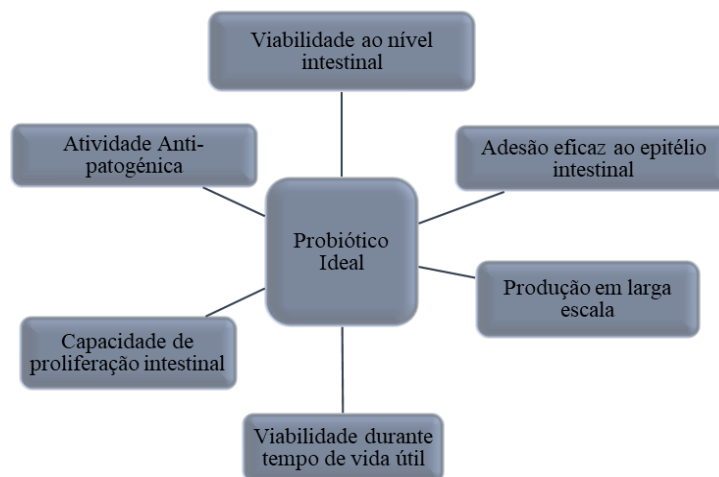 Viabilidade ao nível
intestinal
Atividade Anti-
patogénica
Adesão eficaz ao epitélio
intestinal
Probiótico
Ideal
Produção em larga
escala
Capacidade de
proliferação intestinal
Viabilidade durante
tempo de vida útil